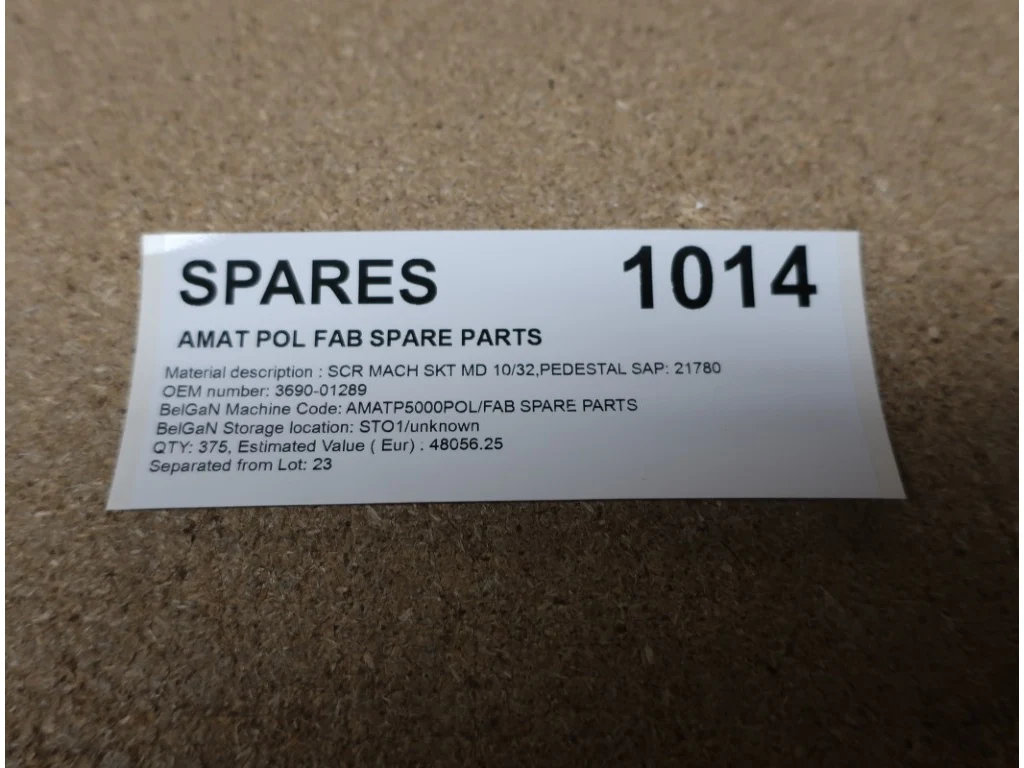 SPARES 1014
AMAT POL FAB SPARE PARTS
Material description : SCR MACH SKT MD 10/32,PEDESTAL SAP: 21780
OEM number: 3690-01289
BelGaN Machine Code: AMATP5000POL/FAB SPARE PARTS
BelGaN Storage location: STO1/unknown
QTY: 375, Estimated Value ( Eur) : 48056.25
Separated from Lot: 23